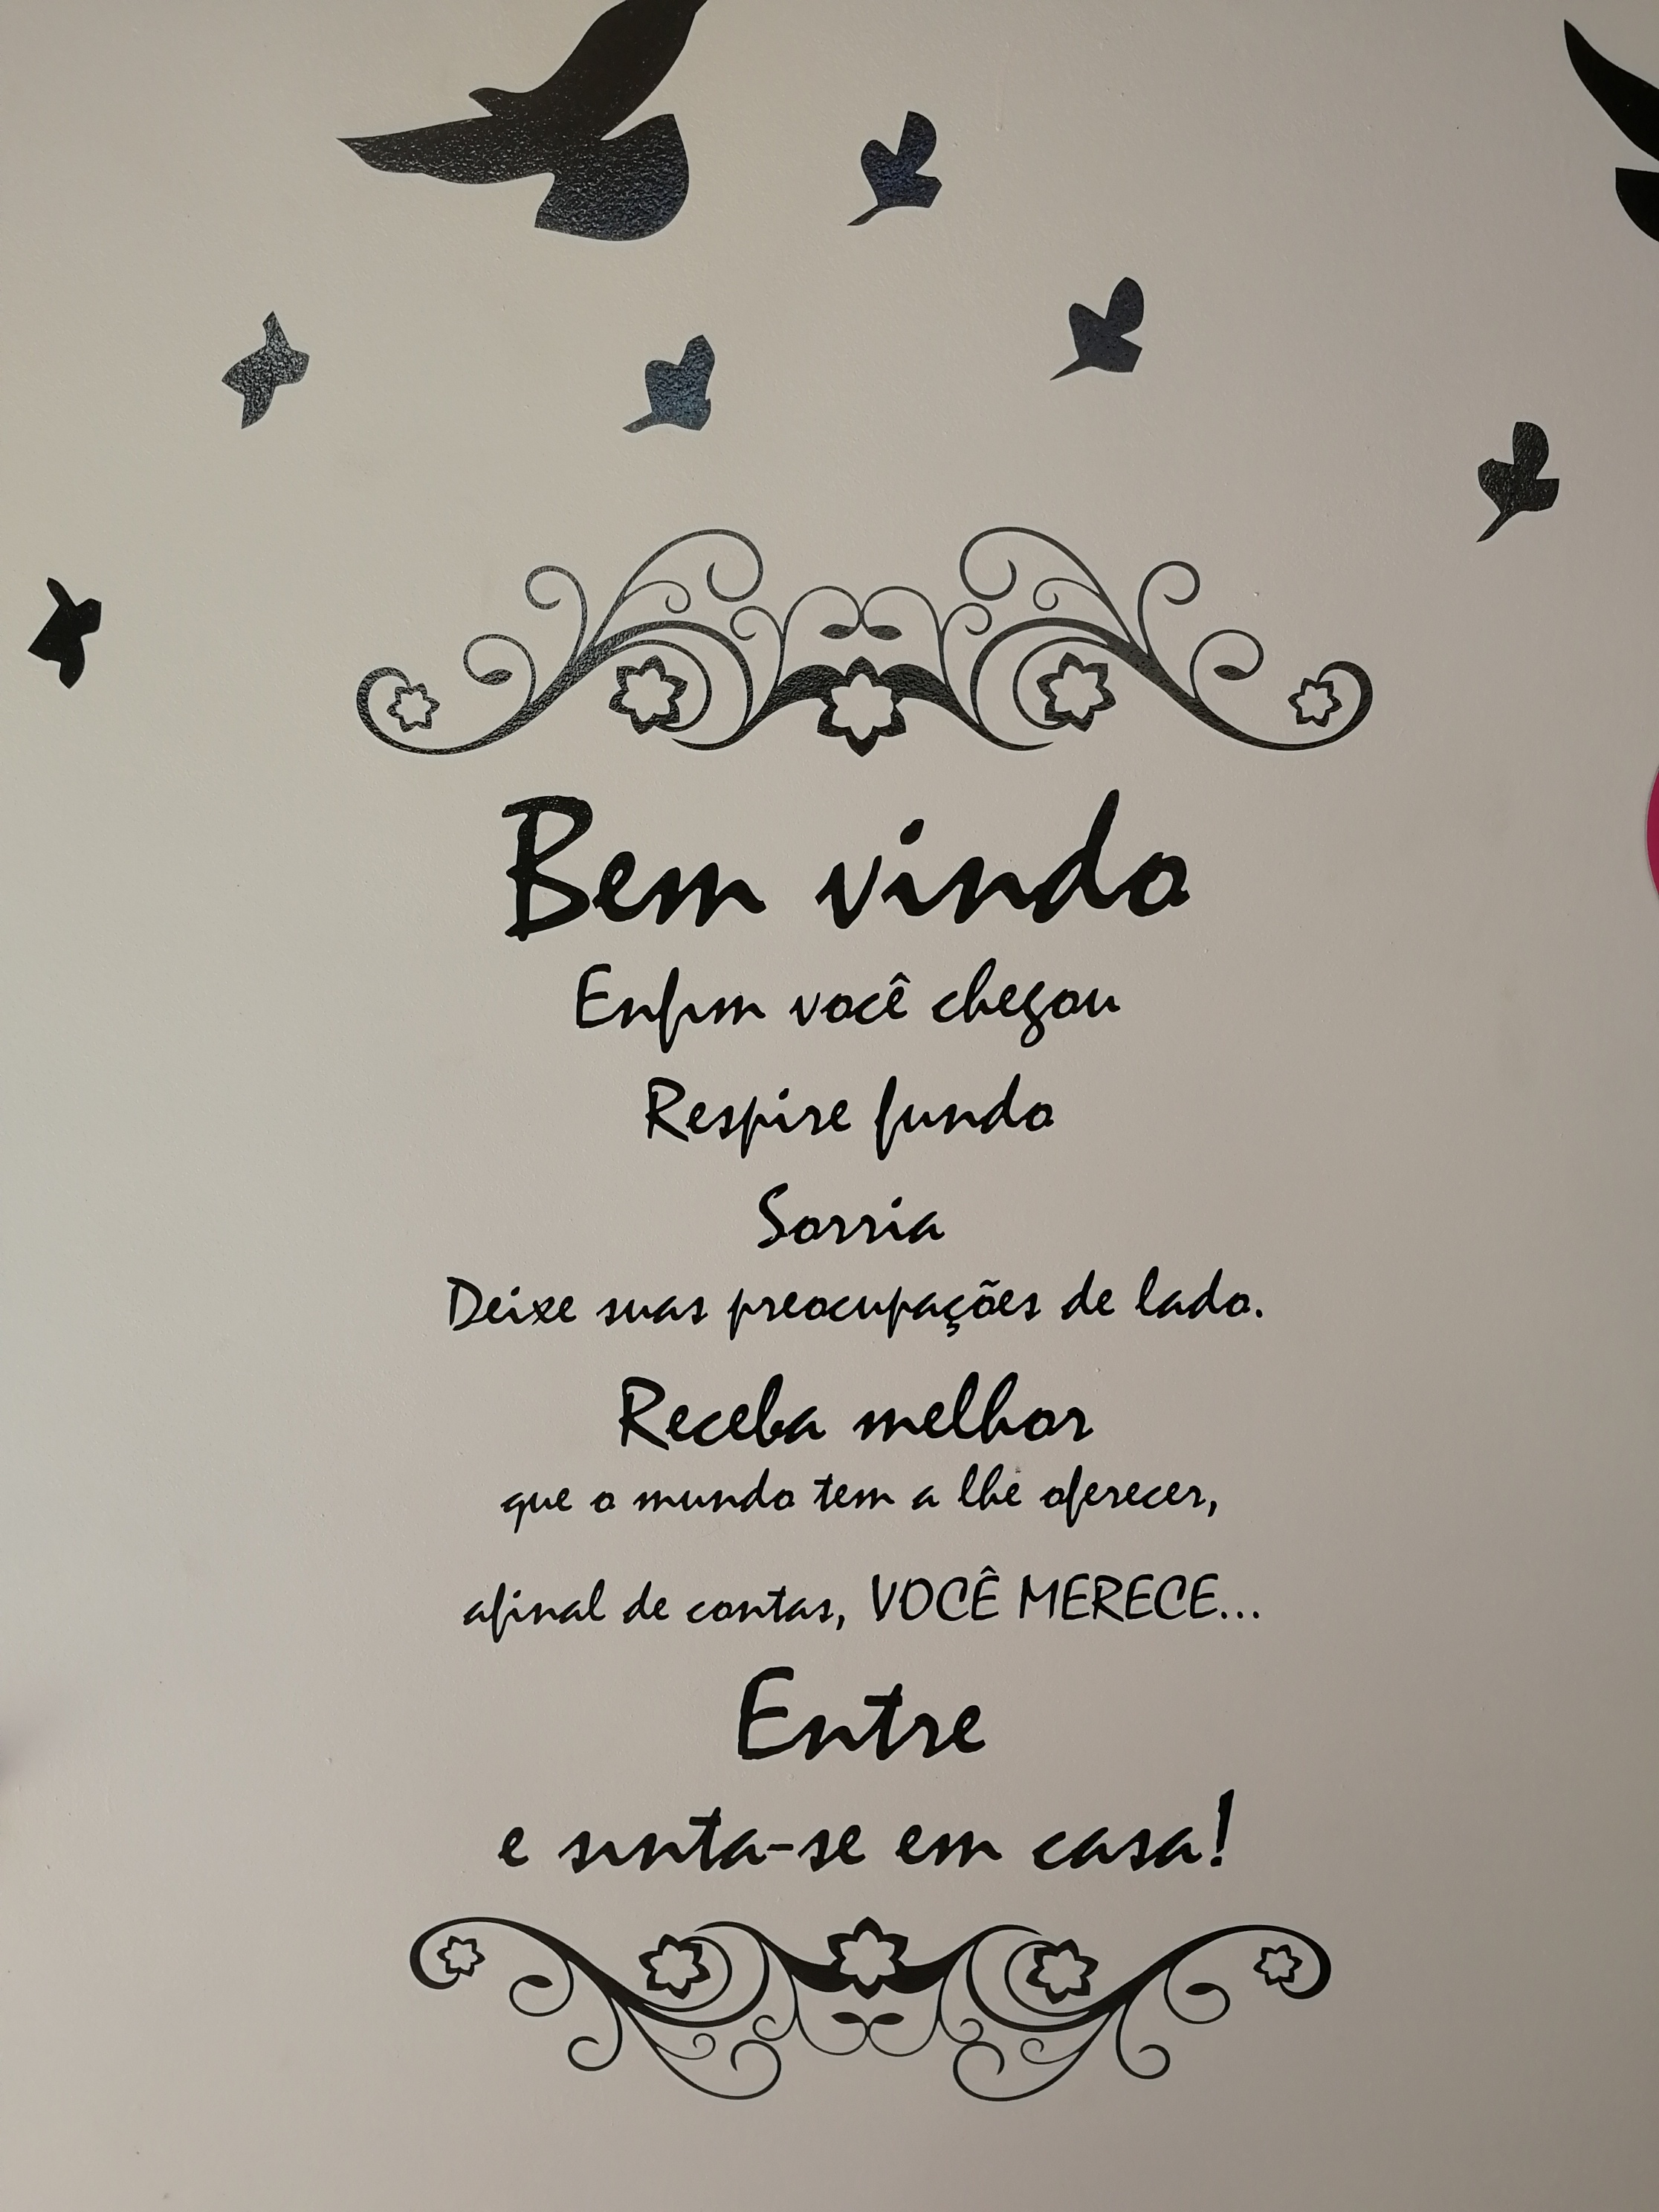 Bem vindo
Enfim você chegou
Respire fundo
Sorria
Deixe suas preocupações de lado.
Receba melhor
que o mundo tem a lhe oferecer,
afinal de contas, VOCÊ MERECE...
Entre
e sinta-se em casa!